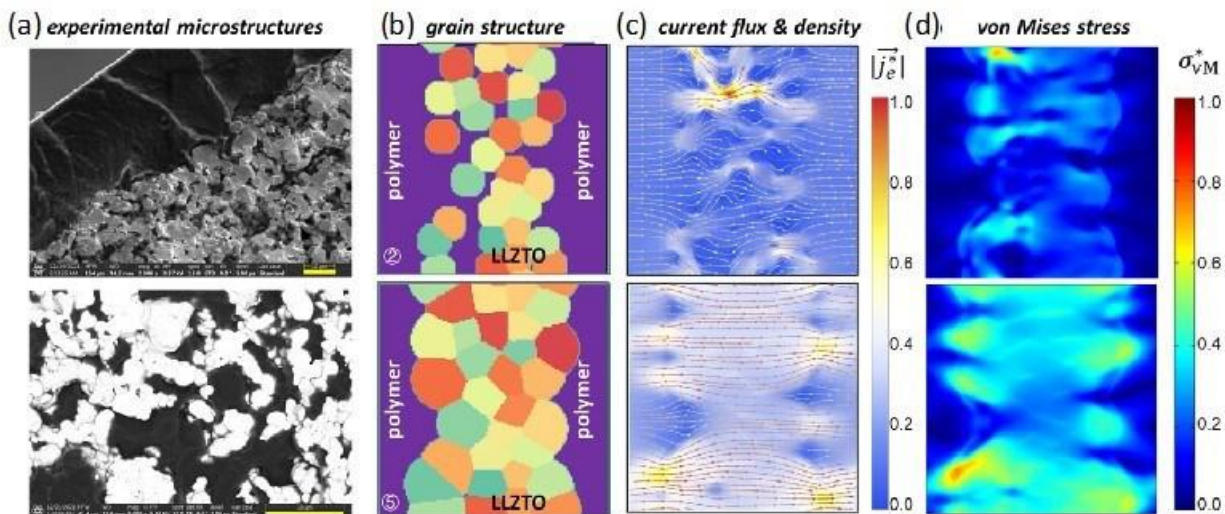 (a) experimental microstructures
(b) grain structure
(c) current flux & density
(d) von Mises stress
|j⃗ₑ|
σ*vM
polymer
polymer
②
LLZTO
1.0
0.8
0.6
0.4
0.2
0.0
1.0
0.8
0.6
0.4
0.2
0.0
polymer
polymer
⑤
LLZTO